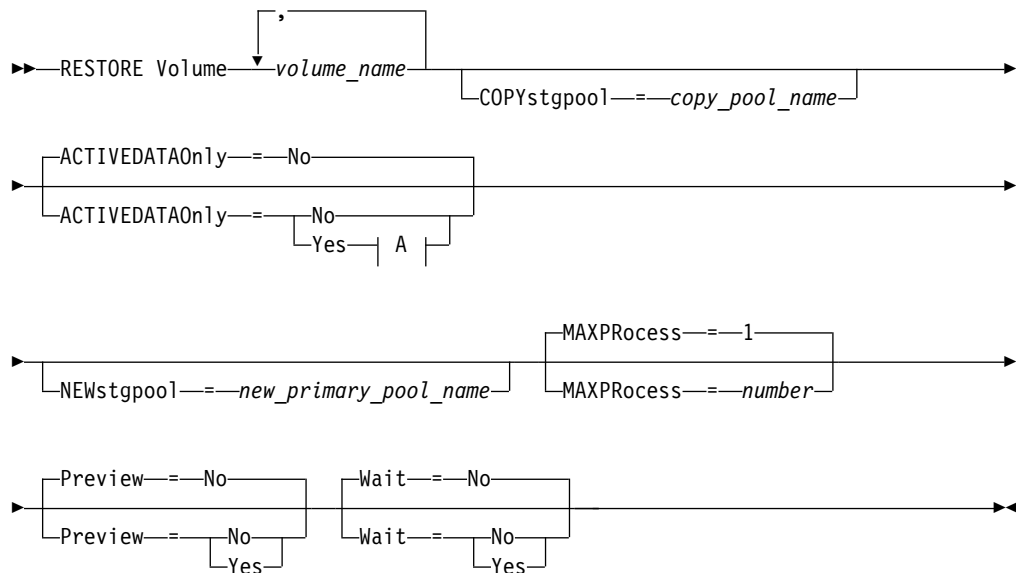 ,
RESTORE Volume volume_name
COPYstgpool = copy_pool_name
ACTIVEDATAOnly = No
ACTIVEDATAOnly = No
Yes A
NEWstgpool = new_primary_pool_name
MAXPRocess = 1
MAXPRocess = number
Preview = No
Preview = No
Yes
Wait = No
Wait = No
Yes